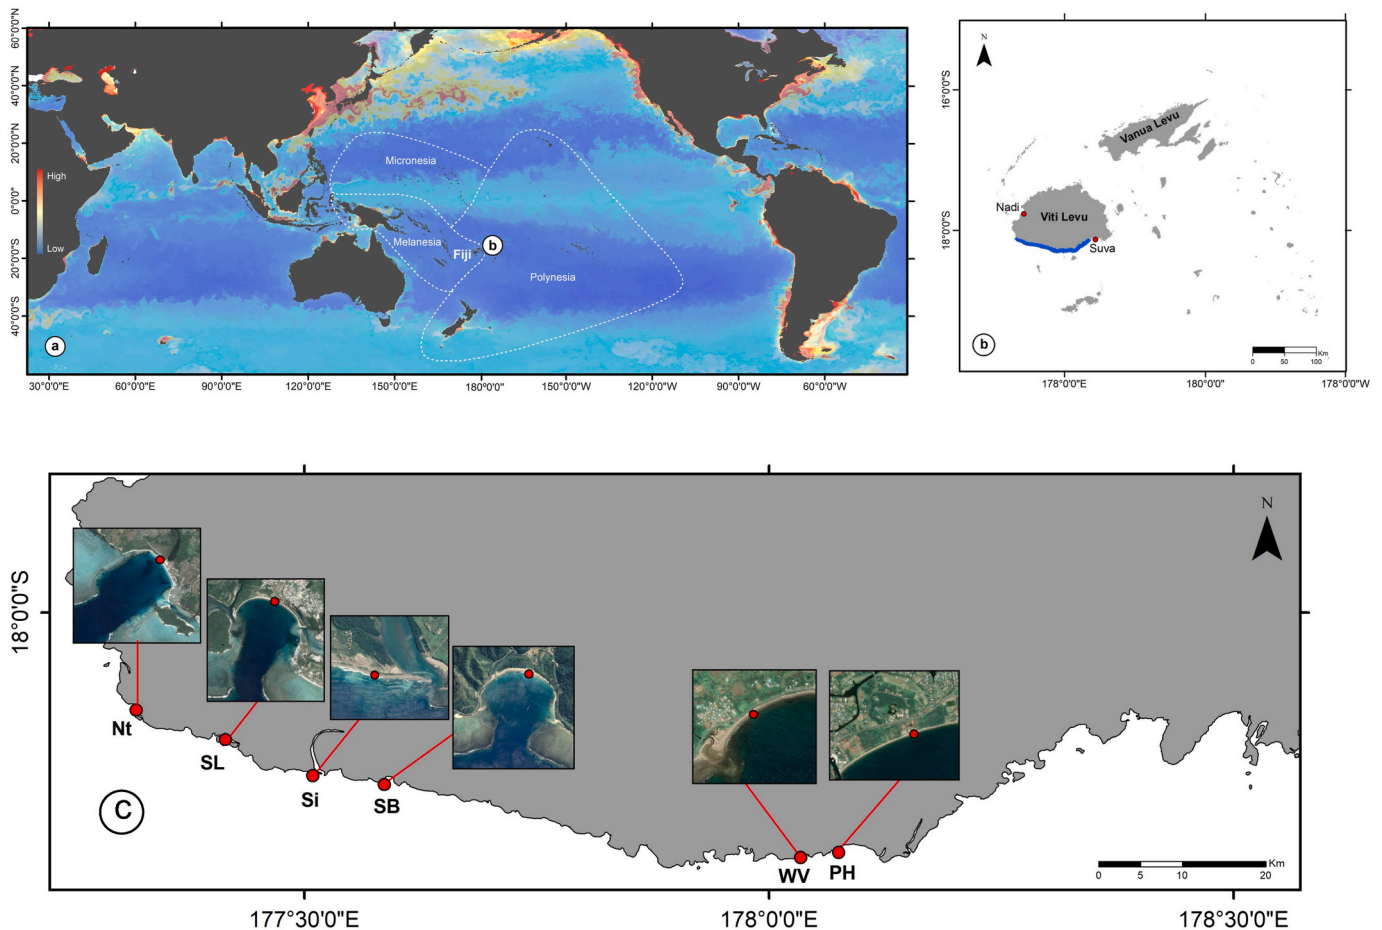 60°0'0"N
40°0'0"N
20°0'0"N
0°0'0"
20°0'0"S
40°0'0"S
High
Low
Micronesia
Melanesia
Fiji
b
Polynesia
a
30°0'0"E
60°0'0"E
90°0'0"E
120°0'0"E
150°0'0"E
180°0'0"
150°0'0"W
120°0'0"W
90°0'0"W
60°0'0"W
N
16°0'0"S
18°0'0"S
Vanua Levu
Nadi
Viti Levu
Suva
b
0 50 100 Km
178°0'0"E
180°0'0"
178°0'0"W
N
18°0'0"S
Nt
SL
Si
SB
WV
PH
C
0 5 10 20 Km
177°30'0"E
178°0'0"E
178°30'0"E